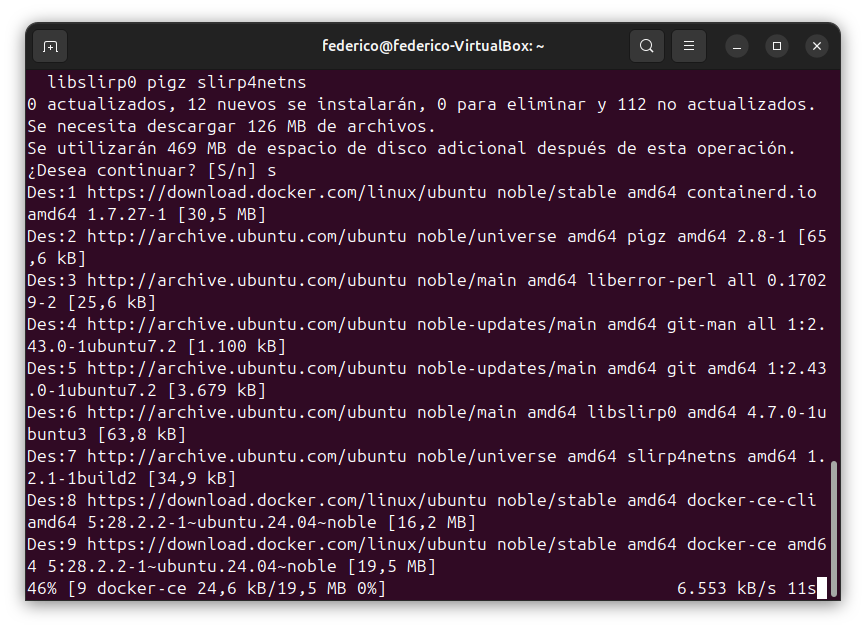 federico@federico-VirtualBox: ~
libslirp0 pigz slirp4netns
0 actualizados, 12 nuevos se instalarán, 0 para eliminar y 112 no actualizados.
Se necesita descargar 126 MB de archivos.
Se utilizarán 469 MB de espacio de disco adicional después de esta operación.
¿Desea continuar? [S/n] s
Des:1 https://download.docker.com/linux/ubuntu noble/stable amd64 containerd.io
amd64 1.7.27-1 [30,5 MB]
Des:2 http://archive.ubuntu.com/ubuntu noble/universe amd64 pigz amd64 2.8-1 [65
,6 kB]
Des:3 http://archive.ubuntu.com/ubuntu noble/main amd64 liberror-perl all 0.1702
9-2 [25,6 kB]
Des:4 http://archive.ubuntu.com/ubuntu noble-updates/main amd64 git-man all 1:2.
43.0-1ubuntu7.2 [1.100 kB]
Des:5 http://archive.ubuntu.com/ubuntu noble-updates/main amd64 git amd64 1:2.43
.0-1ubuntu7.2 [3.679 kB]
Des:6 http://archive.ubuntu.com/ubuntu noble/main amd64 libslirp0 amd64 4.7.0-1u
buntu3 [63,8 kB]
Des:7 http://archive.ubuntu.com/ubuntu noble/universe amd64 slirp4netns amd64 1.
2.1-1build2 [34,9 kB]
Des:8 https://download.docker.com/linux/ubuntu noble/stable amd64 docker-ce-cli
amd64 5:28.2.2-1~ubuntu.24.04~noble [16,2 MB]
Des:9 https://download.docker.com/linux/ubuntu noble/stable amd64 docker-ce amd6
4 5:28.2.2-1~ubuntu.24.04~noble [19,5 MB]
46% [9 docker-ce 24,6 kB/19,5 MB 0%] 6.553 kB/s 11s